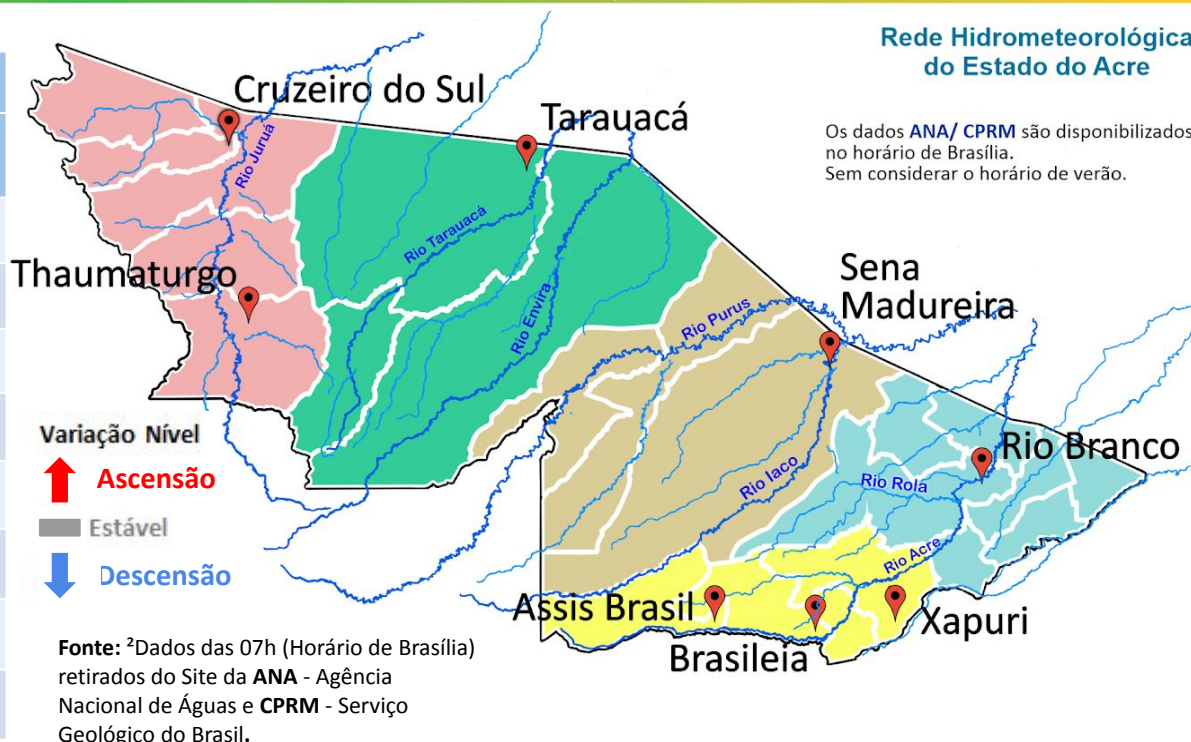 Rede Hidrometeorológica
do Estado do Acre
Os dados ANA/ CPRM são disponibilizados
no horário de Brasília.
Sem considerar o horário de verão.
Cruzeiro do Sul
Tarauacá
Rio Juruá
Rio Tarauacá
Thaumaturgo
Rio Envira
Sena
Madureira
Rio Purus
Variação Nível
Ascensão
Estável
Descensão
Rio Branco
Rio Iaco
Rio Rola
Rio Acre
Assis Brasil
Xapuri
Brasileia
Fonte: ²Dados das 07h (Horário de Brasília)
retirados do Site da ANA - Agência
Nacional de Águas e CPRM - Serviço
Geológico do Brasil.